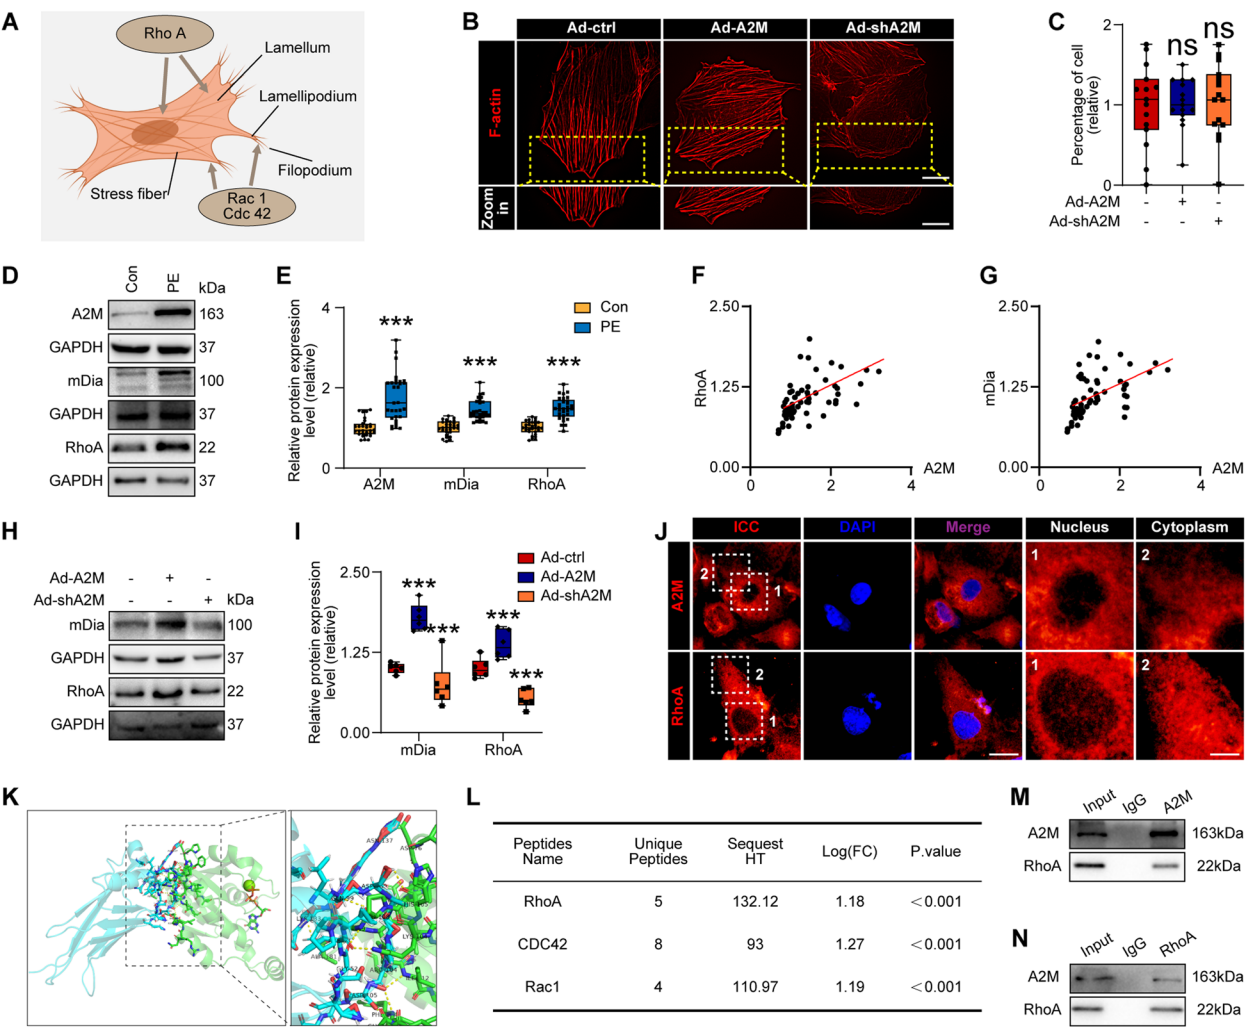 A
Rho A
Lamellum
Lamellipodium
Filopodium
Stress fiber
Rac 1
Cdc 42
B
Ad-ctrl
Ad-A2M
Ad-shA2M
F-actin
Zoom
in
C
Percentage of cell
(relative)
2
1
0
ns
ns
Ad-A2M
-
+
-
Ad-shA2M
-
-
+
D
Con
PE
kDa
A2M
163
GAPDH
37
mDia
100
GAPDH
37
RhoA
22
GAPDH
37
E
Relative protein expression
level (relative)
4
2
0
***
***
***
Con
PE
A2M
mDia
RhoA
F
2.50
1.25
0.00
RhoA
0
2
4
A2M
G
2.50
1.25
0.00
mDia
0
2
4
A2M
H
Ad-A2M
-
+
-
Ad-shA2M
-
-
+
kDa
mDia
100
GAPDH
37
RhoA
22
GAPDH
37
I
Relative protein expression
level (relative)
2.50
1.25
0.00
***
***
***
***
Ad-ctrl
Ad-A2M
Ad-shA2M
mDia
RhoA
J
ICC
DAPI
Merge
Nucleus
Cytoplasm
A2M
2
1
1
2
RhoA
2
1
1
2
K
L
Peptides
Name
Unique
Peptides
Sequest
HT
Log(FC)
P.value
RhoA
5
132.12
1.18
<0.001
CDC42
8
93
1.27
<0.001
Rac1
4
110.97
1.19
<0.001
M
Input
IgG
A2M
A2M
163kDa
RhoA
22kDa
N
Input
IgG
RhoA
A2M
163kDa
RhoA
22kDa